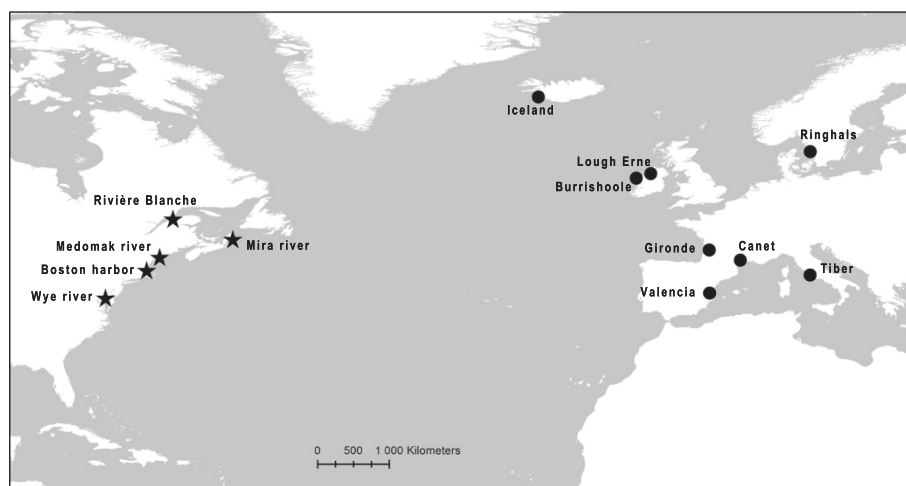 Iceland
Ringhals
Lough Erne
Burrishoole
Rivière Blanche
Medomak river
Mira river
Boston harbor
Wye river
Gironde
Canet
Tiber
Valencia
0 500 1 000 Kilometers